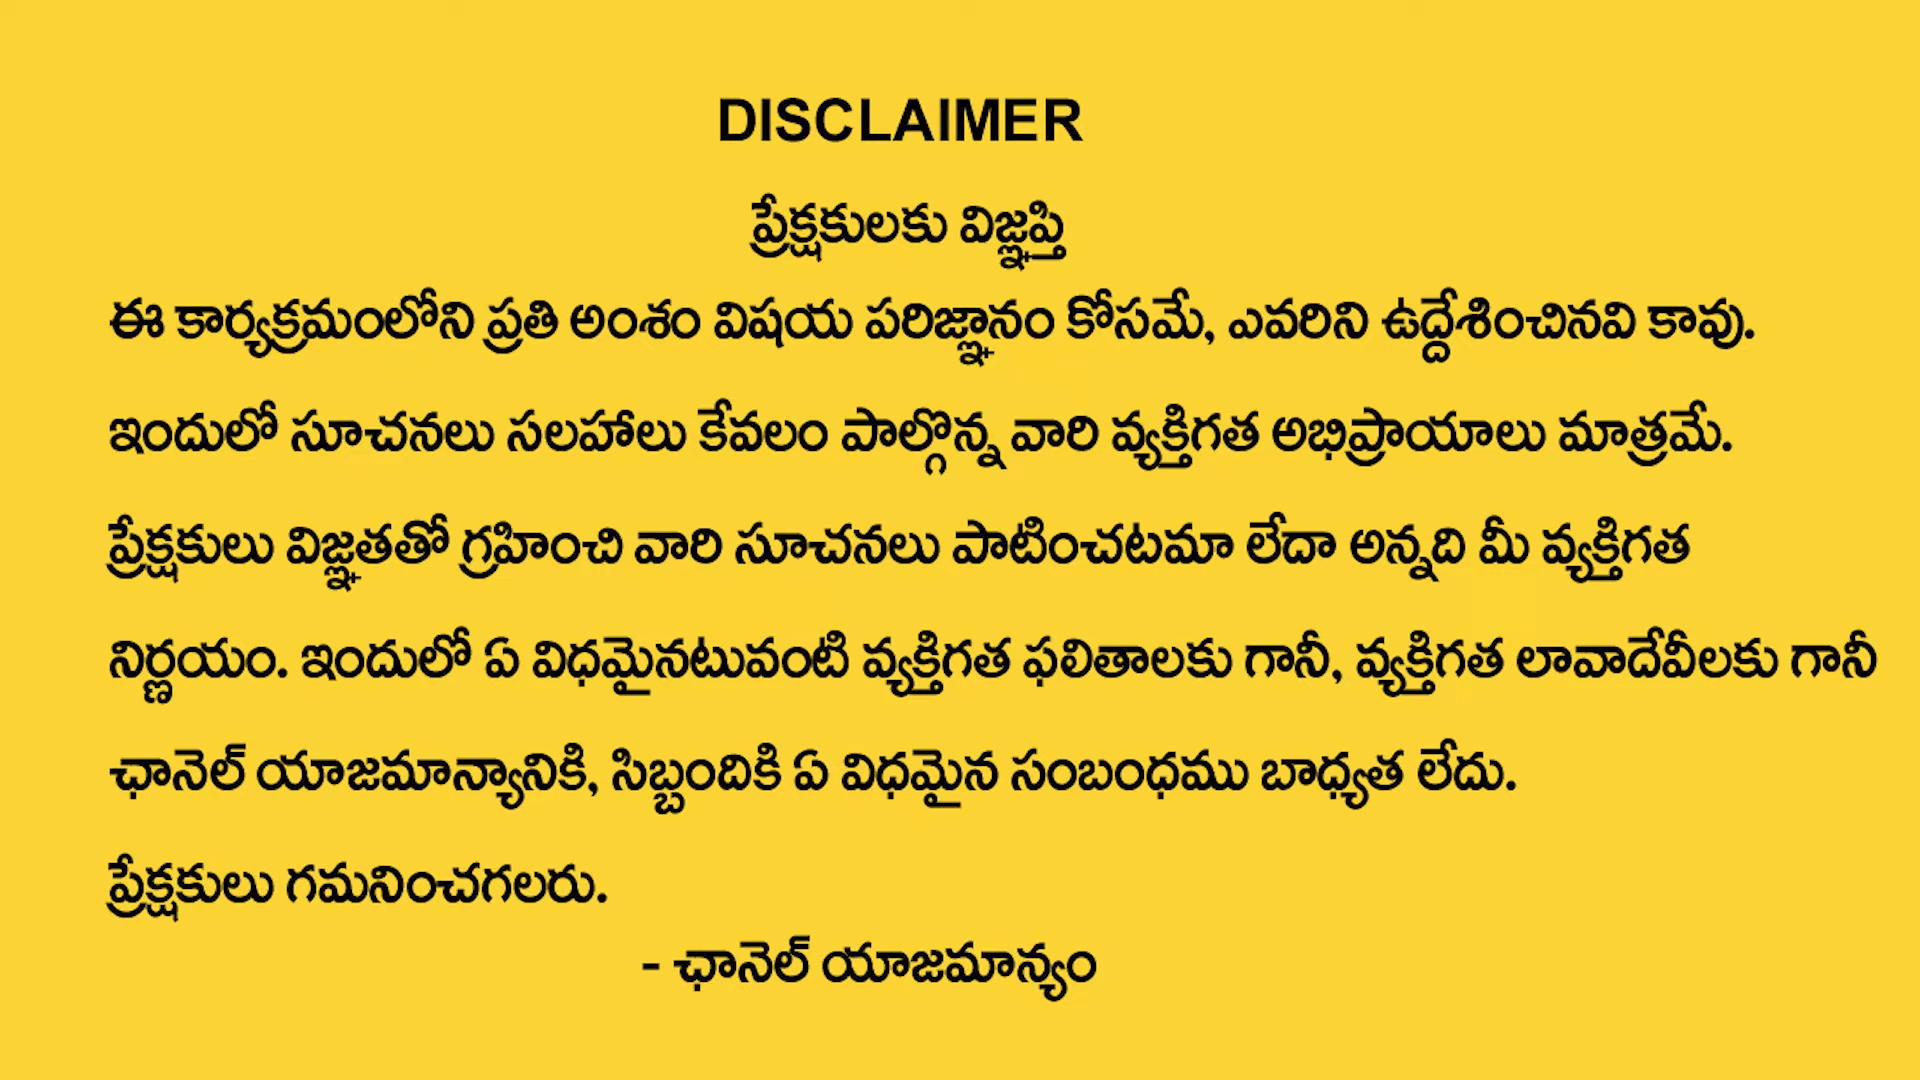 DISCLAIMER
ప్రేక్షకులకు విజ్ఞప్తి
ఈ కార్యక్రమంలోని ప్రతి అంశం విషయ పరిజ్ఞానం కోసమే, ఎవరిని ఉద్దేశించినవి కావు.
ఇందులో సూచనలు సలహాలు కేవలం పాల్గొన్న వారి వ్యక్తిగత అభిప్రాయాలు మాత్రమే.
ప్రేక్షకులు విజ్ఞతతో గ్రహించి వారి సూచనలు పాటించటమా లేదా అన్నది మీ వ్యక్తిగత
నిర్ణయం. ఇందులో ఏ విధమైనటువంటి వ్యక్తిగత ఫలితాలకు గానీ, వ్యక్తిగత లావాదేవీలకు గానీ
ఛానెల్ యాజమాన్యానికి, సిబ్బందికి ఏ విధమైన సంబంధము బాధ్యత లేదు.
ప్రేక్షకులు గమనించగలరు.
- ఛానెల్ యాజమాన్యం